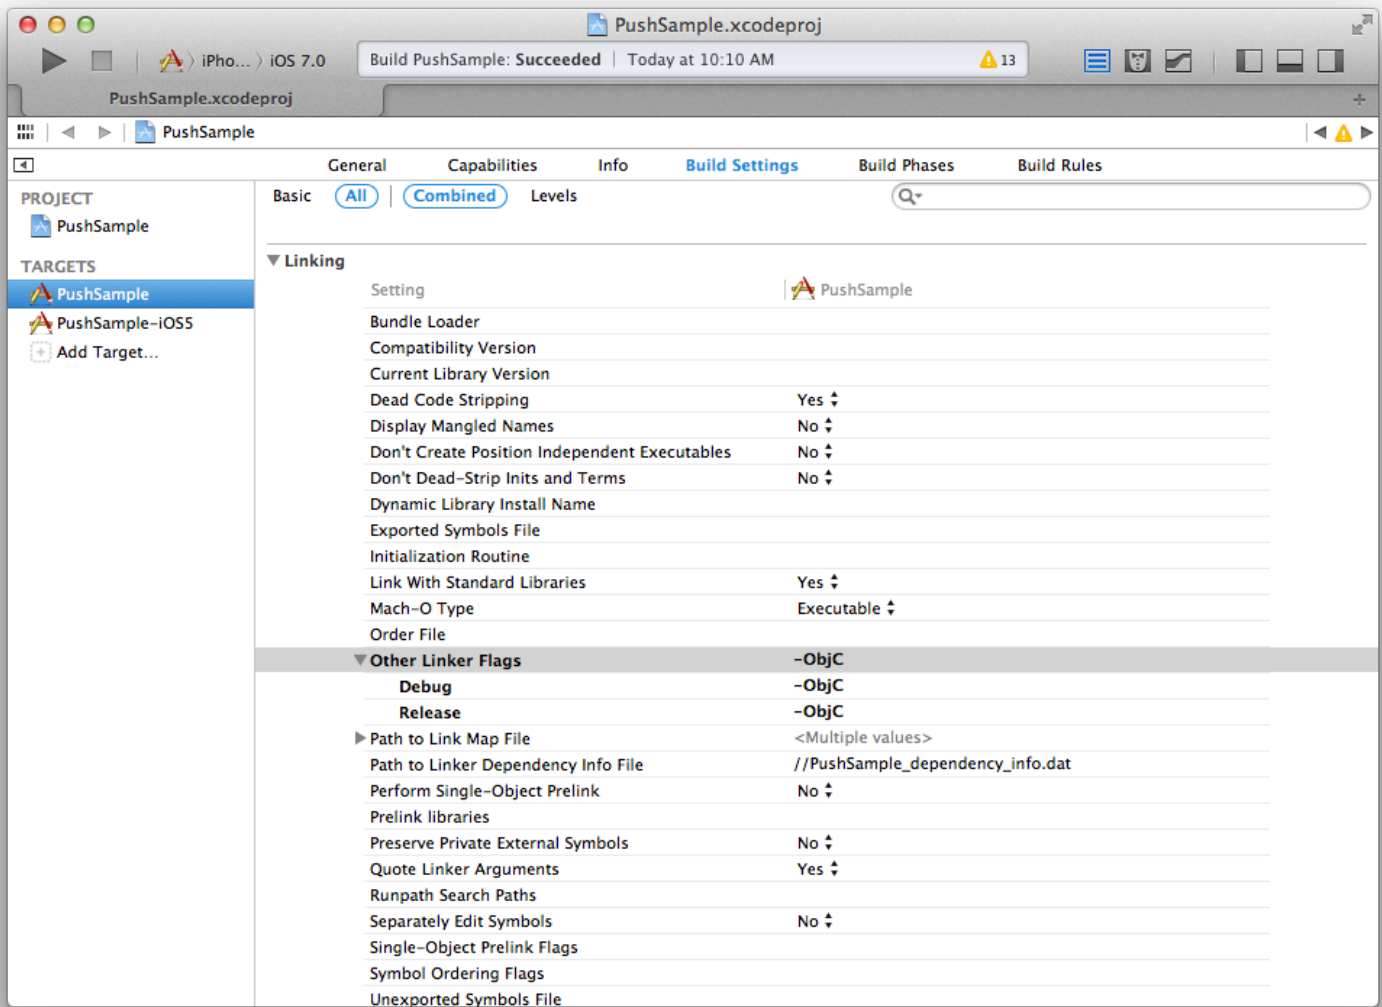 PushSample.xcodeproj
iPho... iOS 7.0 Build PushSample: Succeeded | Today at 10:10 AM 13
PushSample.xcodeproj
PushSample
General Capabilities Info Build Settings Build Phases Build Rules
PROJECT Basic All Combined Levels
PushSample
Linking
TARGETS
Setting PushSample
PushSample
PushSample-iOS5
Add Target...
Bundle Loader
Compatibility Version
Current Library Version
Dead Code Stripping Yes
Display Mangled Names No
Don't Create Position Independent Executables No
Don't Dead-Strip Inits and Terms No
Dynamic Library Install Name
Exported Symbols File
Initialization Routine
Link With Standard Libraries Yes
Mach-O Type Executable
Order File
Other Linker Flags -ObjC
Debug -ObjC
Release -ObjC
Path to Link Map File <Multiple values>
Path to Linker Dependency Info File //PushSample_dependency_info.dat
Perform Single-Object Prelink No
Prelink libraries
Preserve Private External Symbols No
Quote Linker Arguments Yes
Runpath Search Paths
Separately Edit Symbols No
Single-Object Prelink Flags
Symbol Ordering Flags
Unexported Symbols File